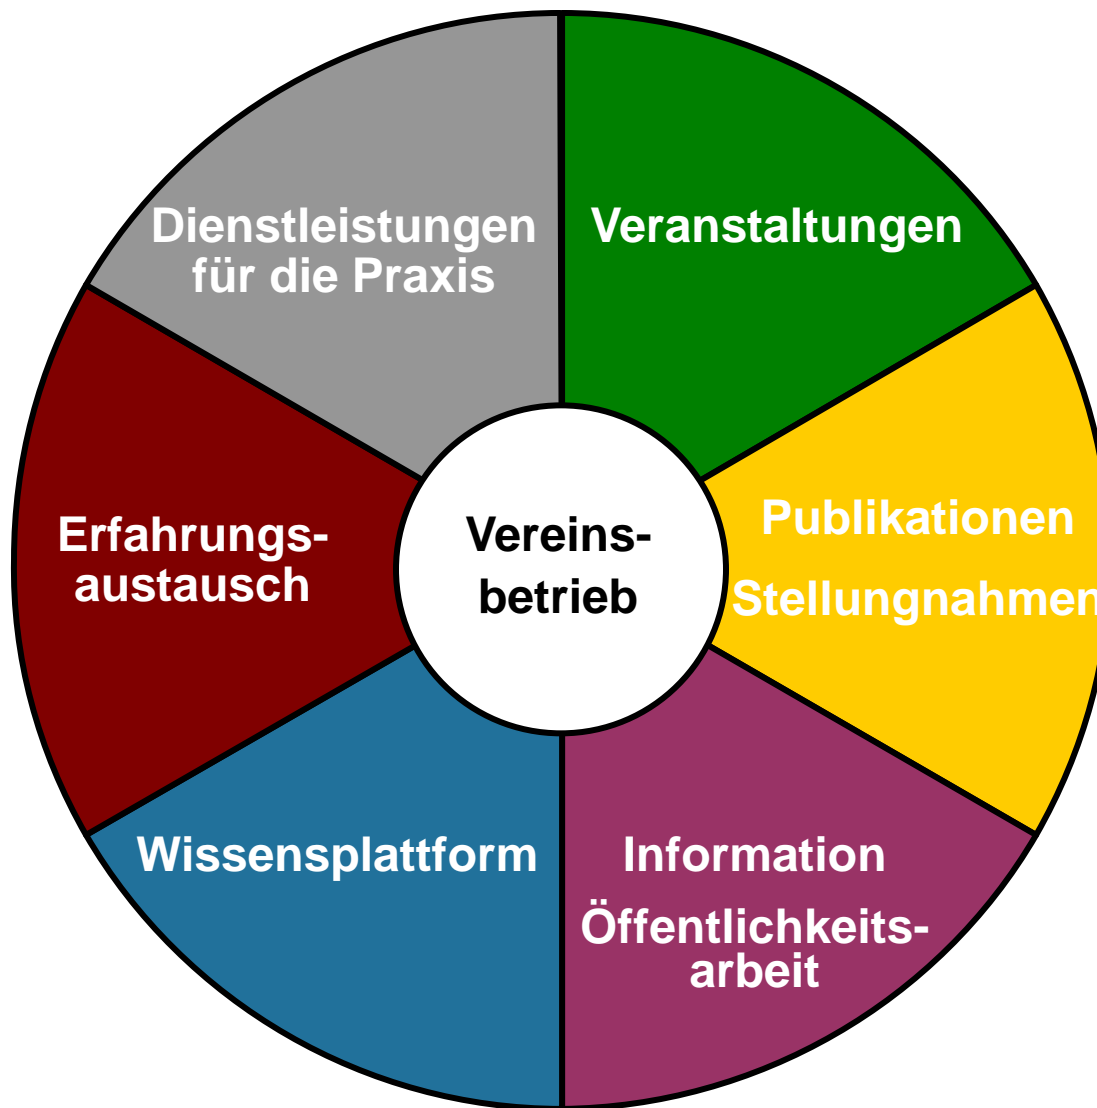 Dienstleistungen
für die Praxis
Veranstaltungen
Erfahrungs-
austausch
Vereins-
betrieb
Publikationen
Stellungnahmen
Wissensplattform
Information
Öffentlichkeits-
arbeit